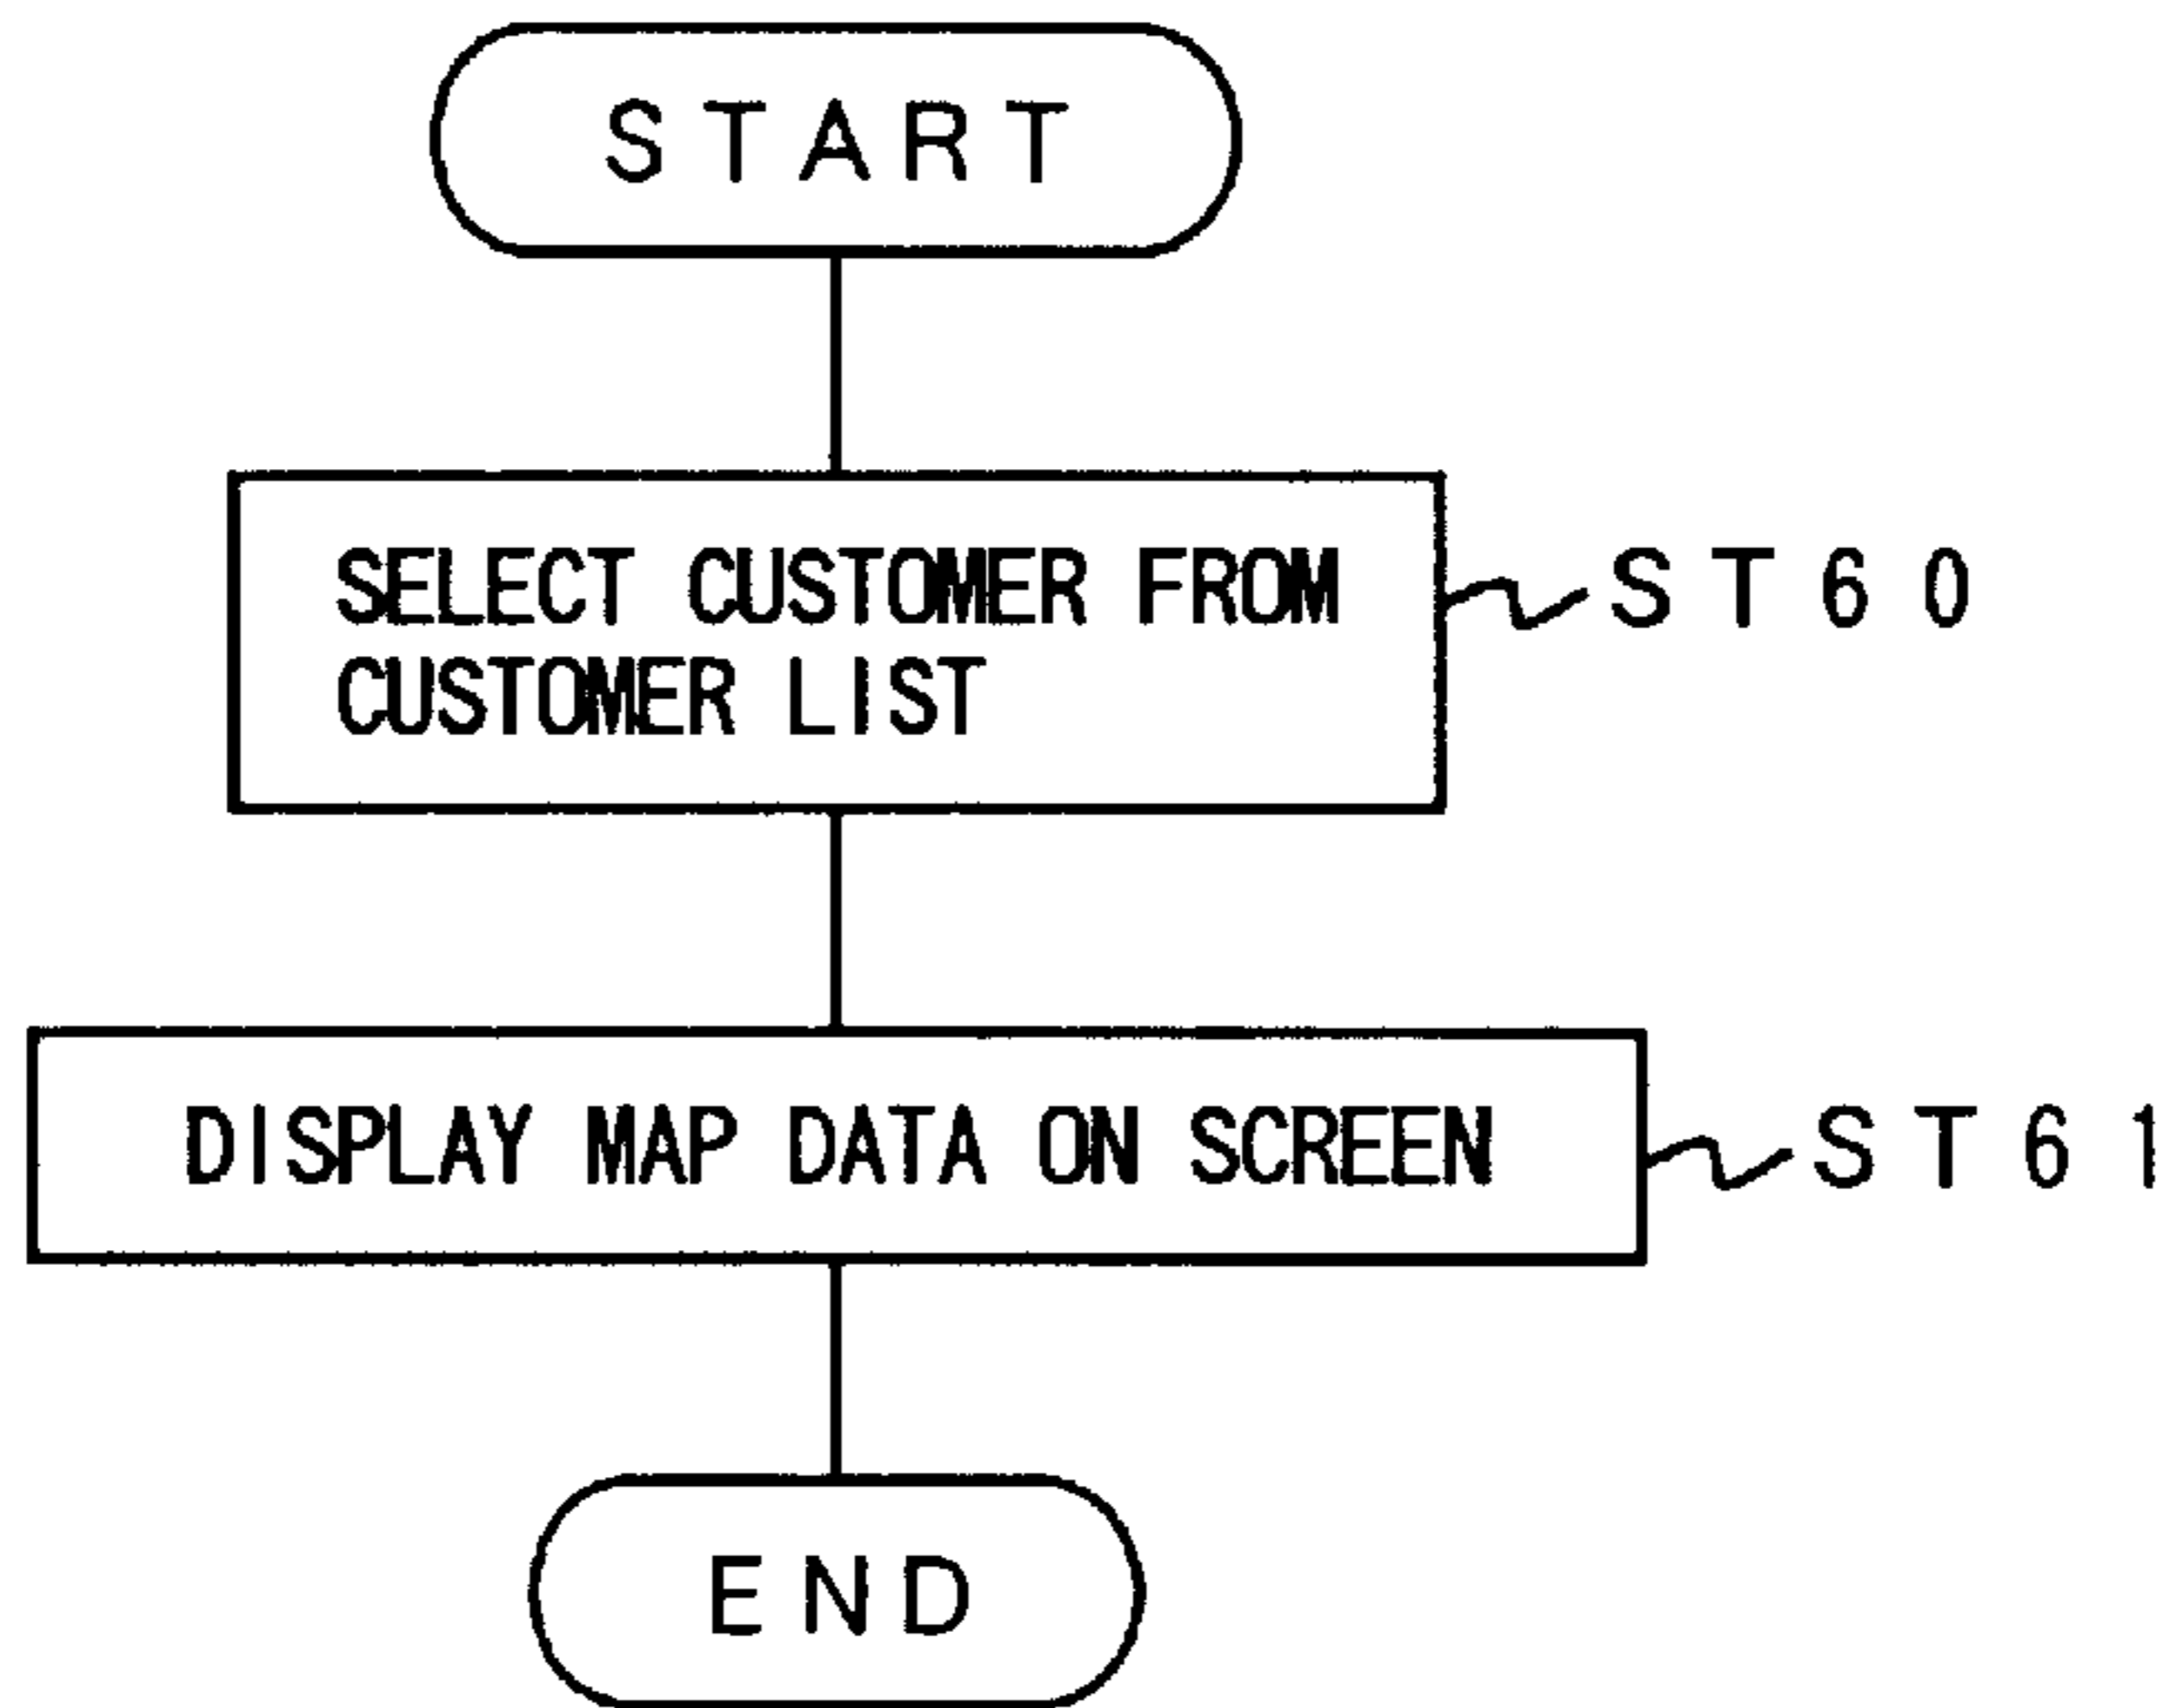 START
SELECT CUSTOMER FROM
CUSTOMER LIST
ST60
DISPLAY MAP DATA ON SCREEN
ST61
END